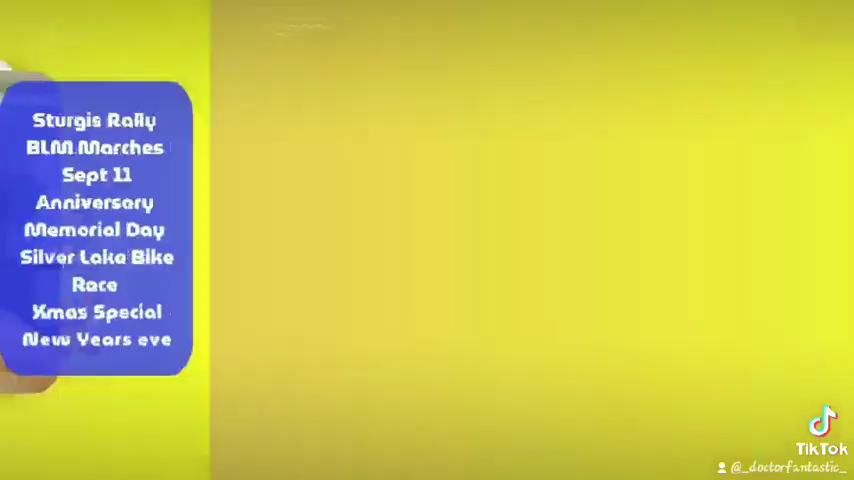 Sturgis Rally
BLM Marches
Sept 11
Anniversary
Memorial Day
Silver Lake Bike
Race
Xmas Special
New Years eve
TikTok
@_doctorfantastic_